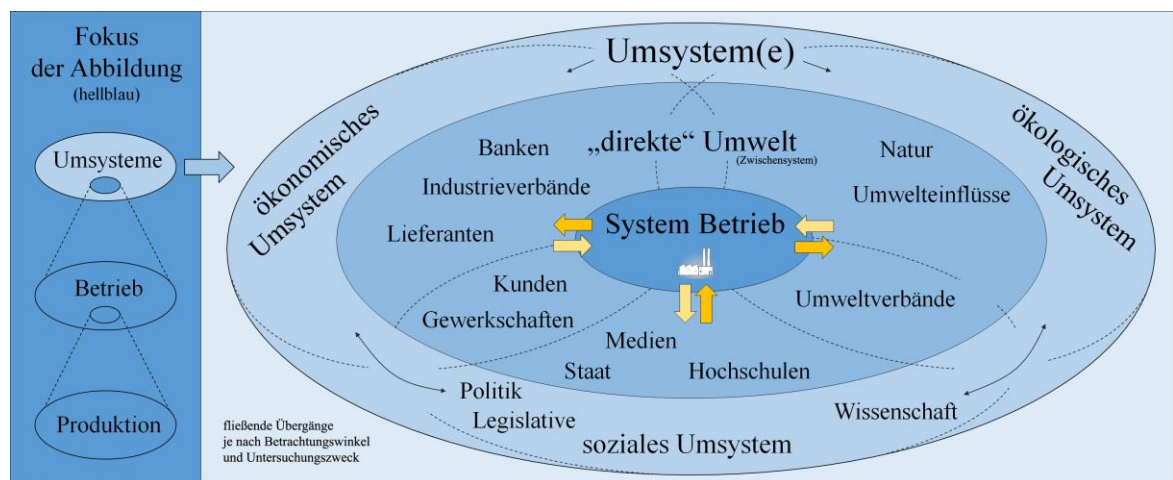 Fokus
der Abbildung
(hellblau)
Umsysteme
Betrieb
Produktion
Umsystem(e)
ökonomisches
Umsystem
ökologisches
Umsystem
„direkte“ Umwelt
(Zwischensystem)
Banken
Natur
Industrieverbände
Umwelteinflüsse
Lieferanten
System Betrieb
Kunden
Umweltverbände
Gewerkschaften
Medien
Staat
Hochschulen
Politik
Legislative
Wissenschaft
soziales Umsystem
fließende Übergänge
je nach Betrachtungswinkel
und Untersuchungszweck